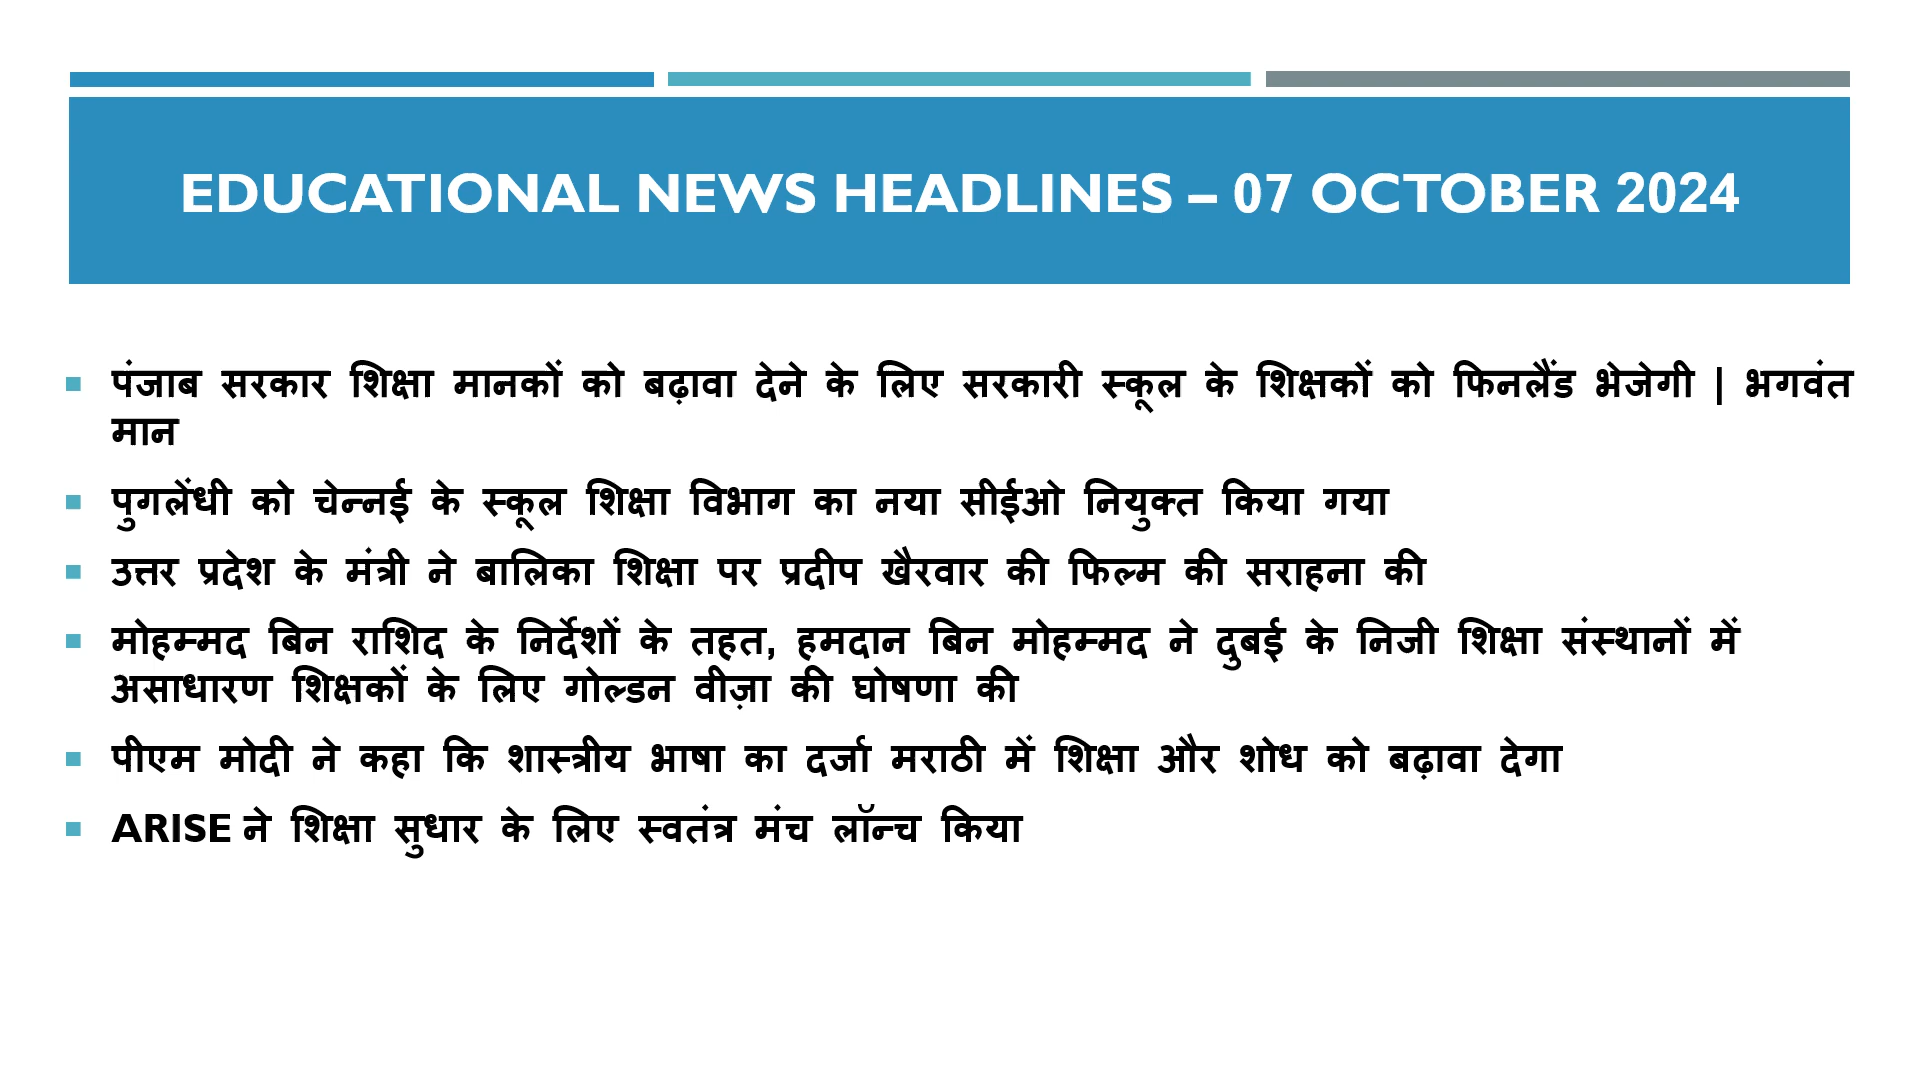 EDUCATIONAL NEWS HEADLINES – 07 OCTOBER 2024
पंजाब सरकार शिक्षा मानकों को बढ़ावा देने के लिए सरकारी स्कूल के शिक्षकों को फिनलैंड भेजेगी | भगवंत
मान
पुगलेंधी को चेन्नई के स्कूल शिक्षा विभाग का नया सीईओ नियुक्त किया गया
उत्तर प्रदेश के मंत्री ने बालिका शिक्षा पर प्रदीप खैरवार की फिल्म की सराहना की
मोहम्मद बिन राशिद के निर्देशों के तहत, हमदान बिन मोहम्मद ने दुबई के निजी शिक्षा संस्थानों में
असाधारण शिक्षकों के लिए गोल्डन वीज़ा की घोषणा की
पीएम मोदी ने कहा कि शास्त्रीय भाषा का दर्जा मराठी में शिक्षा और शोध को बढ़ावा देगा
ARISE ने शिक्षा सुधार के लिए स्वतंत्र मंच लॉन्च किया